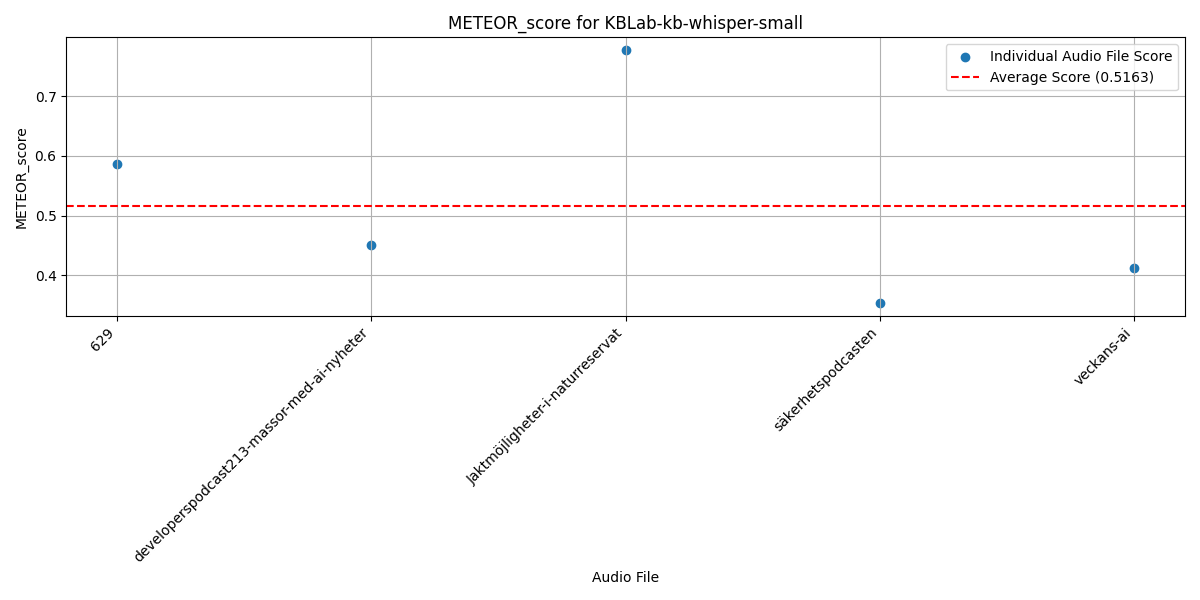 METEOR_score for KBLab-kb-whisper-small
Individual Audio File Score
Average Score (0.5163)
METEOR_score
0.7
0.6
0.5
0.4
629
developerspodcast213-massor-med-ai-nyheter
Jaktmöjligheter-i-naturreservat
säkerhetspodcasten
veckans-ai
Audio File